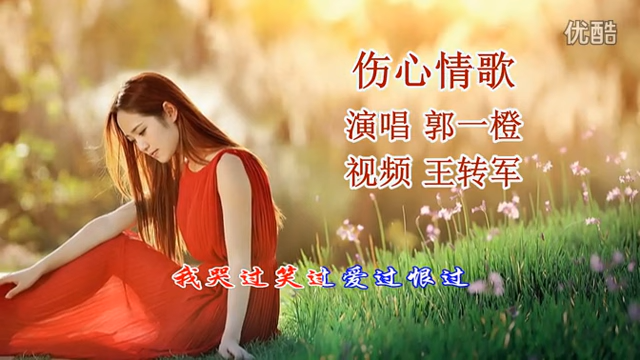 优酷
伤心情歌
演唱 郭一橙
视频 王转军
我哭过笑过爱过恨过